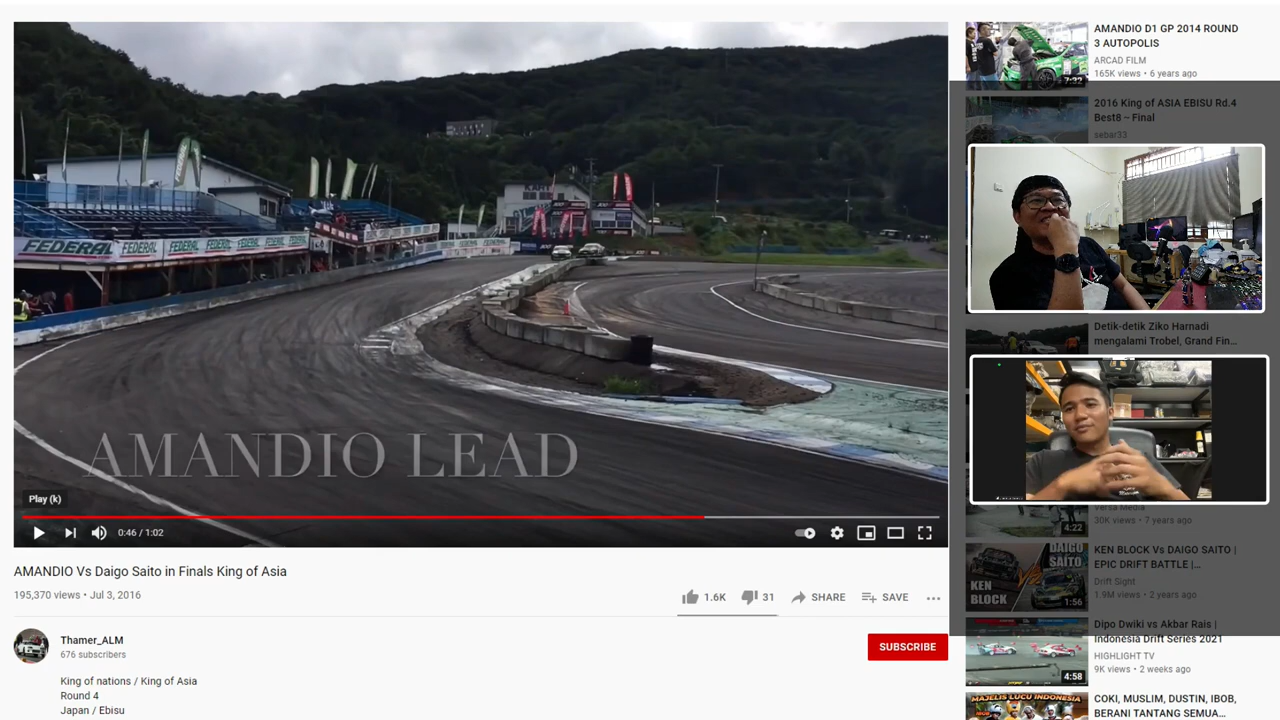 FEDERAL
FEDERAL
FEDERAL
FEDERAL
FEDERAL
KART
AMANDIO LEAD
Play (k)
0:46 / 1:02
AMANDIO Vs Daigo Saito in Finals King of Asia
195,370 views • Jul 3, 2016
1.6K
31
SHARE
SAVE
Thamer_ALM
676 subscribers
SUBSCRIBE
King of nations / King of Asia
Round 4
Japan / Ebisu
AMANDIO D1 GP 2014 ROUND
3 AUTOPOLIS
ARCAD FILM
165K views • 6 years ago
7:32
2016 King of ASIA EBISU Rd.4
Best8 ~ Final
sebar33
Detik-detik Ziko Harnadi
mengalami Trobel, Grand Fin...
Versa Media
30K views • 7 years ago
4:22
KEN BLOCK Vs DAIGO SAITO |
EPIC DRIFT BATTLE |...
Drift Sight
1.9M views • 2 years ago
DAIGO
SAITO
VS
KEN
BLOCK
1:56
Dipo Dwiki vs Akbar Rais |
Indonesia Drift Series 2021
HIGHLIGHT TV
9K views • 2 weeks ago
4:58
COKI, MUSLIM, DUSTIN, IBOB,
BERANI TANTANG SEMUA...
MAJELIS LUCU INDONESIA